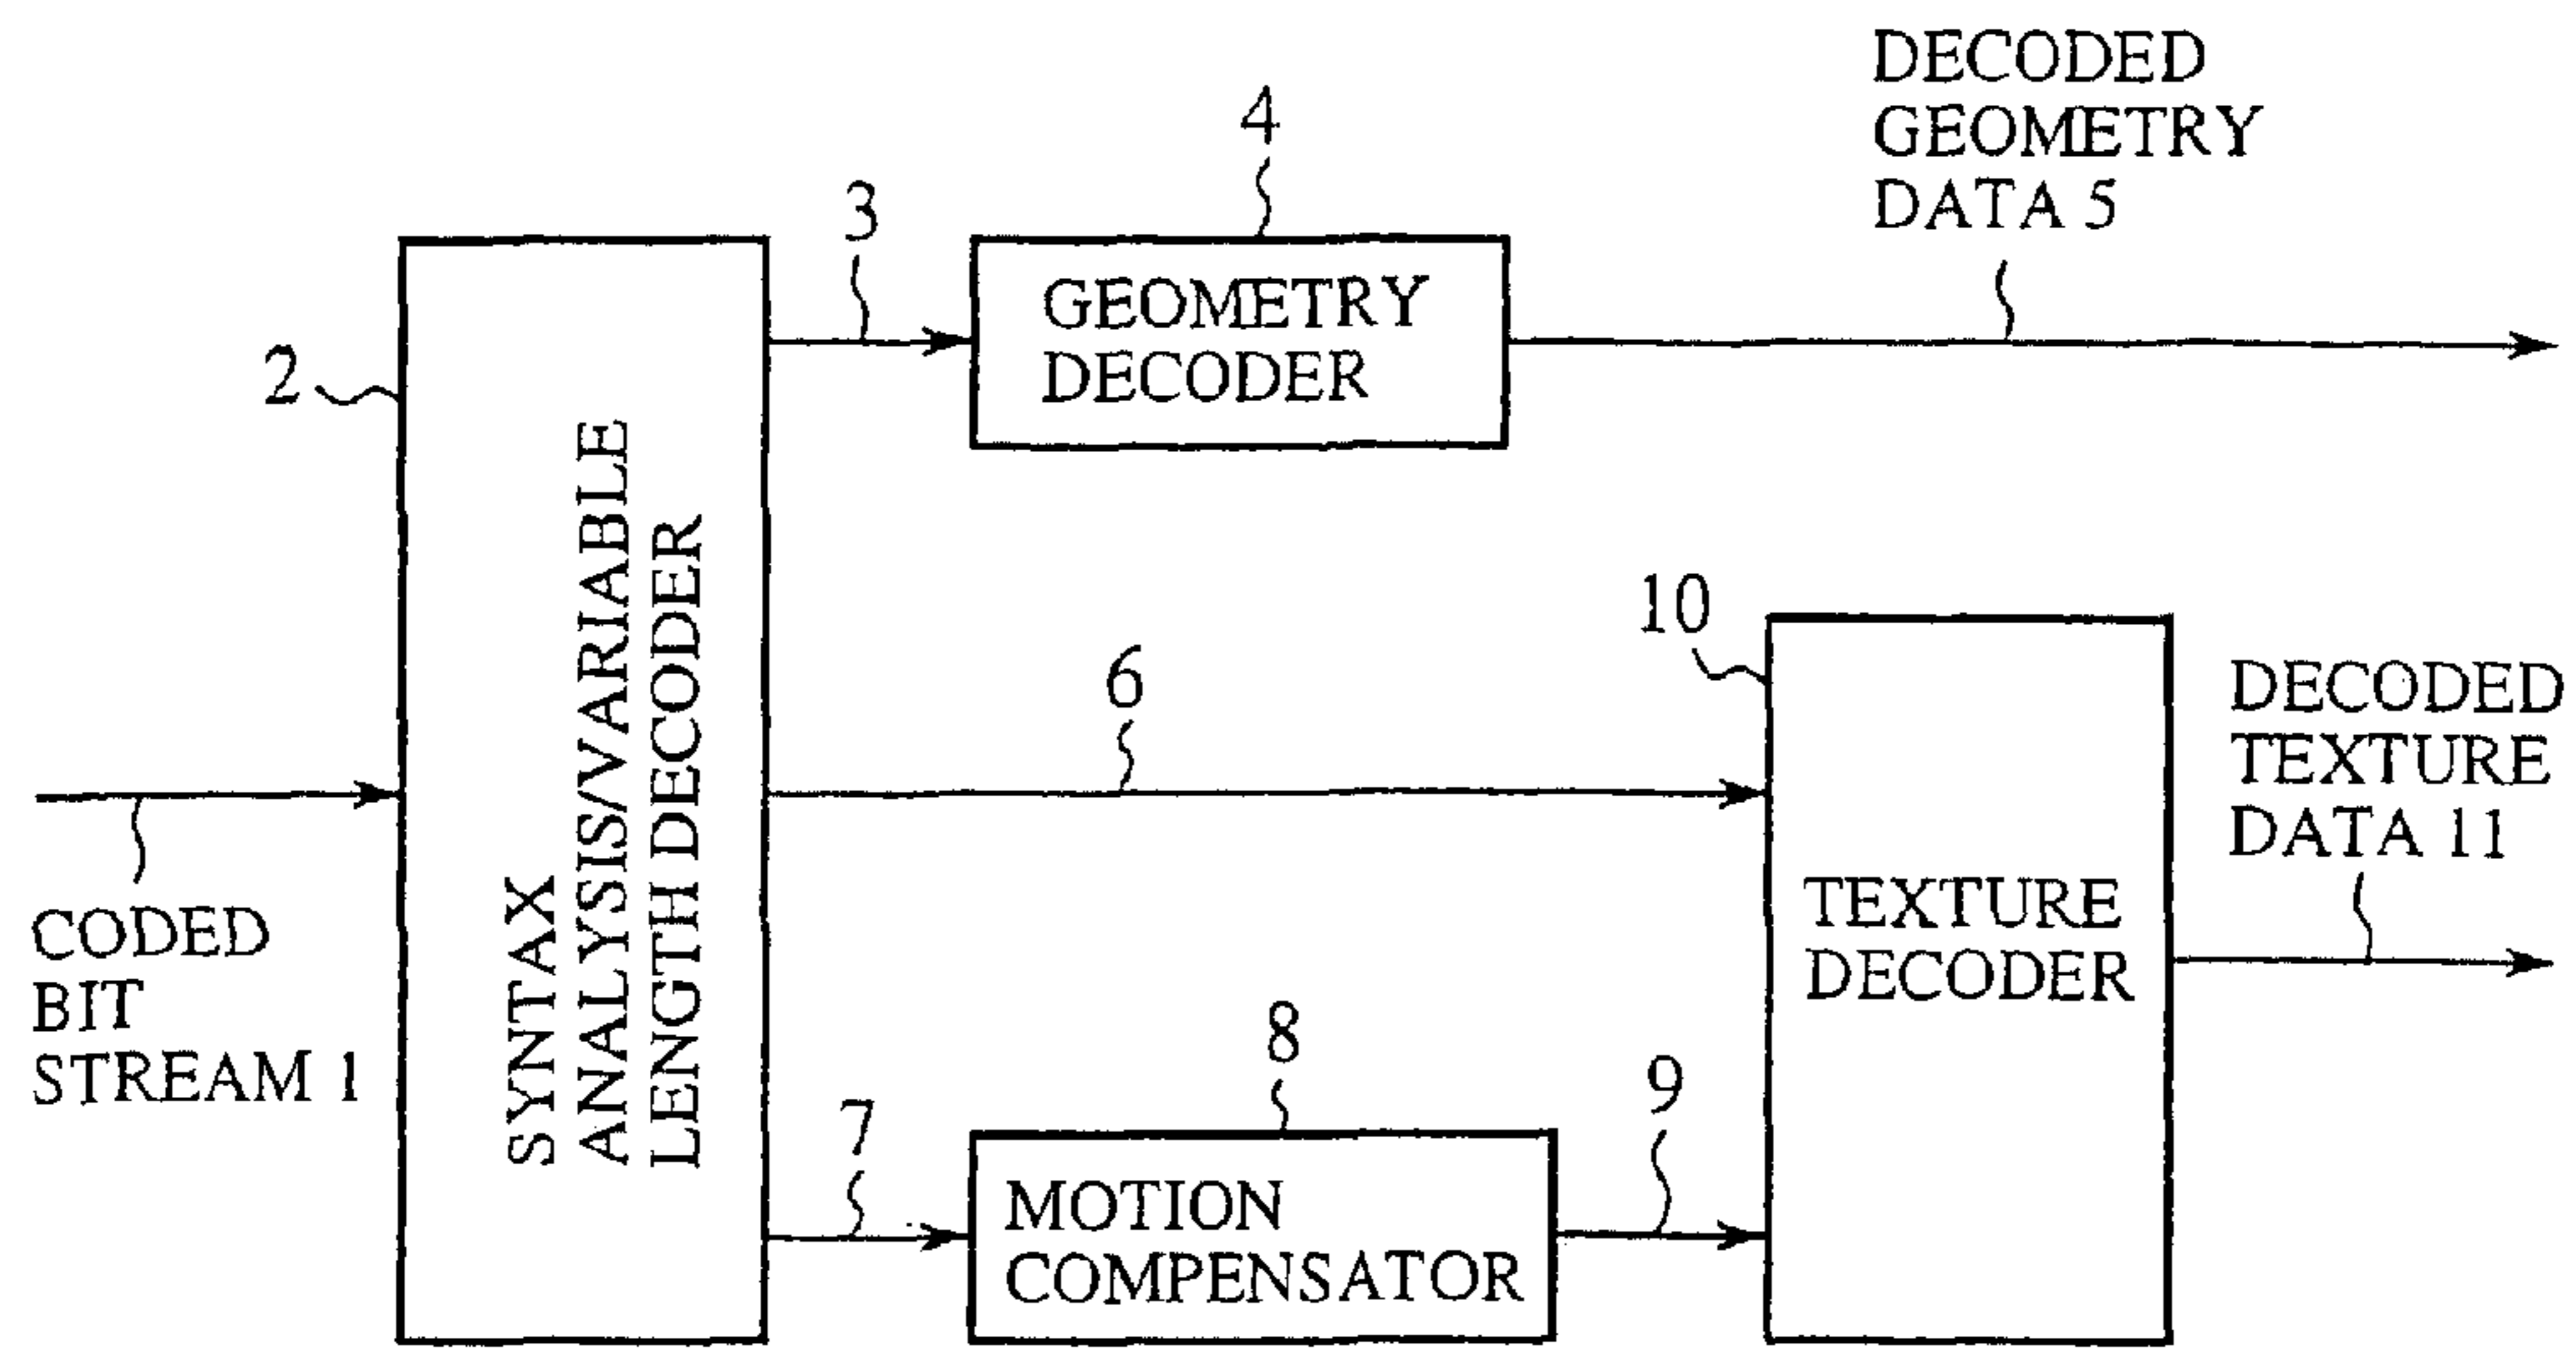 DECODED
GEOMETRY
DATA 5
4
3
GEOMETRY
DECODER
2
SYNTAX
ANALYSIS/VARIABLE
LENGTH DECODER
10
6
DECODED
TEXTURE
DATA 11
TEXTURE
DECODER
CODED
BIT
STREAM 1
8
9
7
MOTION
COMPENSATOR